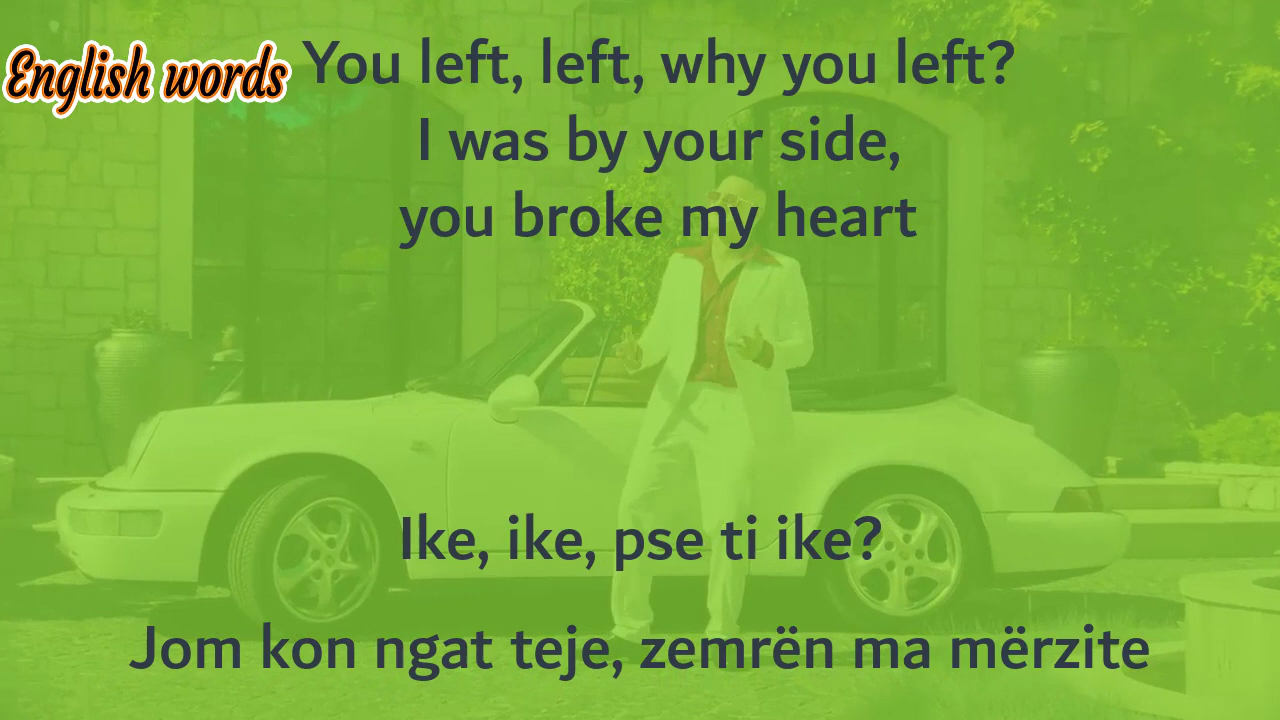 English words
You left, left, why you left?
I was by your side,
you broke my heart
Ike, ike, pse ti ike?
Jom kon ngat teje, zemrën ma mërzite